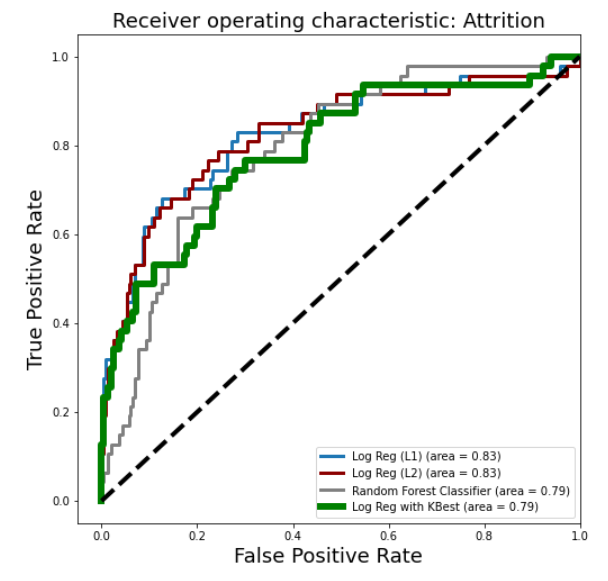 Receiver operating characteristic: Attrition
True Positive Rate
1.0
0.8
0.6
0.4
0.2
0.0
Log Reg (L1) (area = 0.83)
Log Reg (L2) (area = 0.83)
Random Forest Classifier (area = 0.79)
Log Reg with KBest (area = 0.79)
0.0 0.2 0.4 0.6 0.8 1.0
False Positive Rate